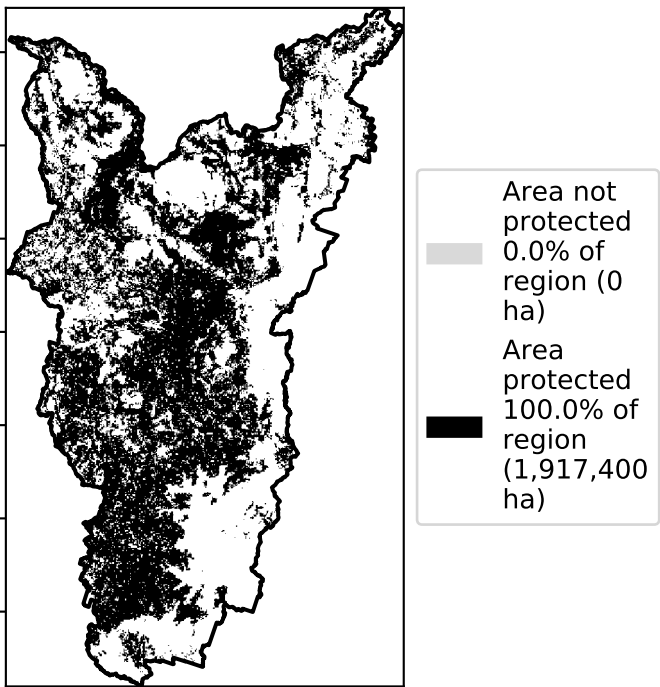 Area not
protected
0.0% of
region (0
ha)
Area
protected
100.0% of
region
(1,917,400
ha)